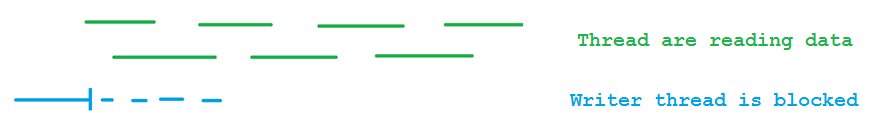 Thread are reading data
Writer thread is blocked